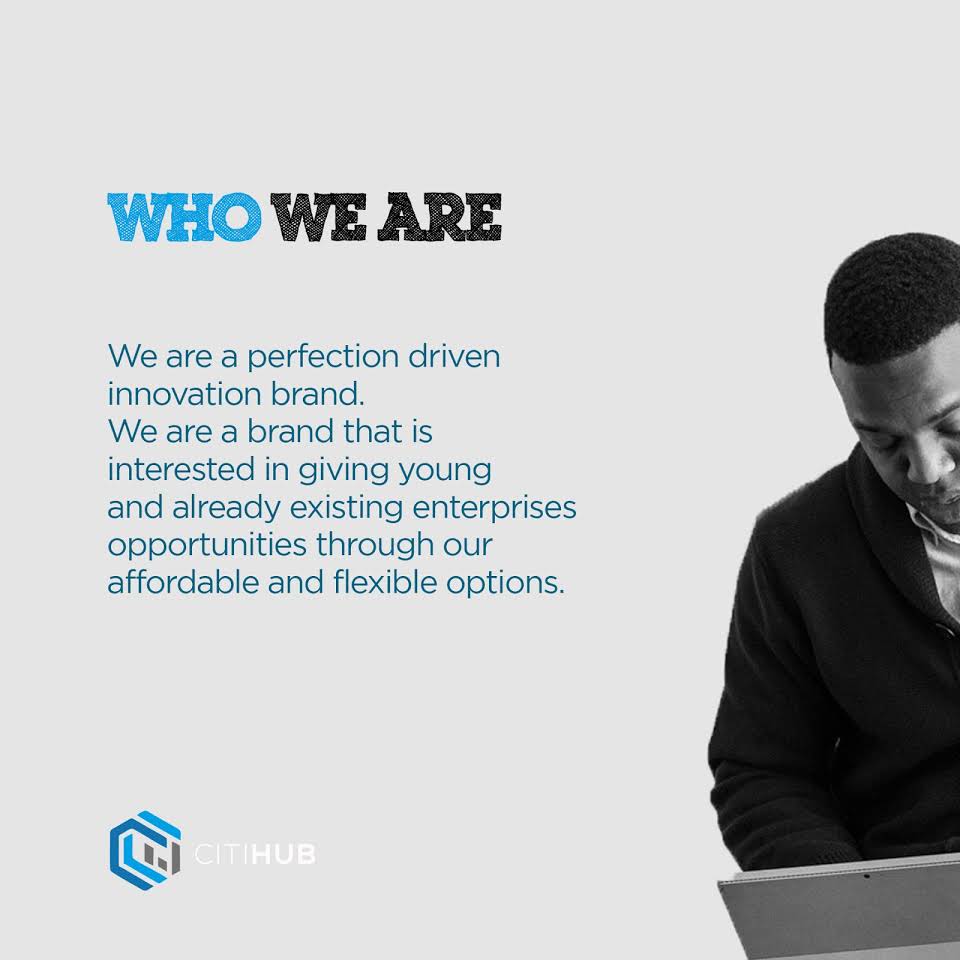 WHO WE ARE
We are a perfection driven
innovation brand.
We are a brand that is
interested in giving young
and already existing enterprises
opportunities through our
affordable and flexible options.
CITIHUB